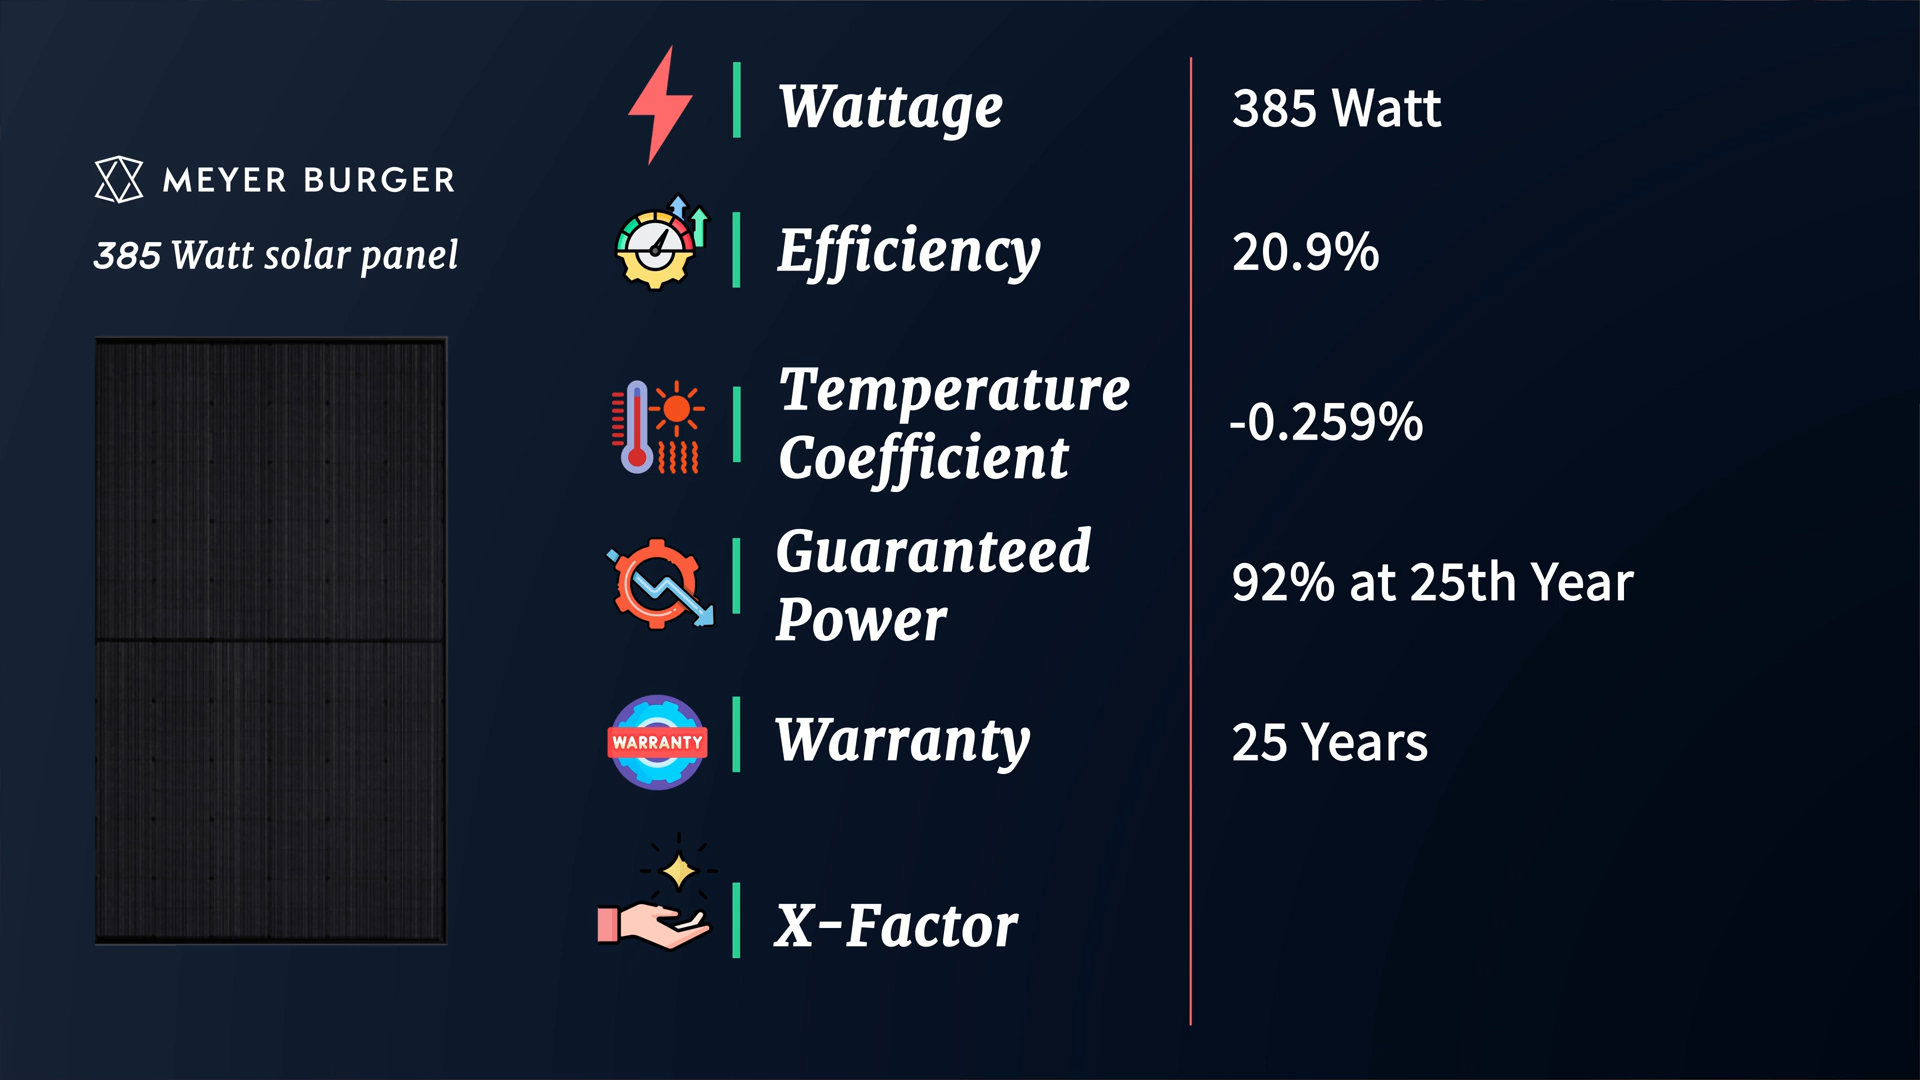 MEYER BURGER
385 Watt solar panel
Wattage
385 Watt
Efficiency
20.9%
Temperature
Coefficient
-0.259%
Guaranteed
Power
92% at 25th Year
WARRANTY
Warranty
25 Years
X-Factor